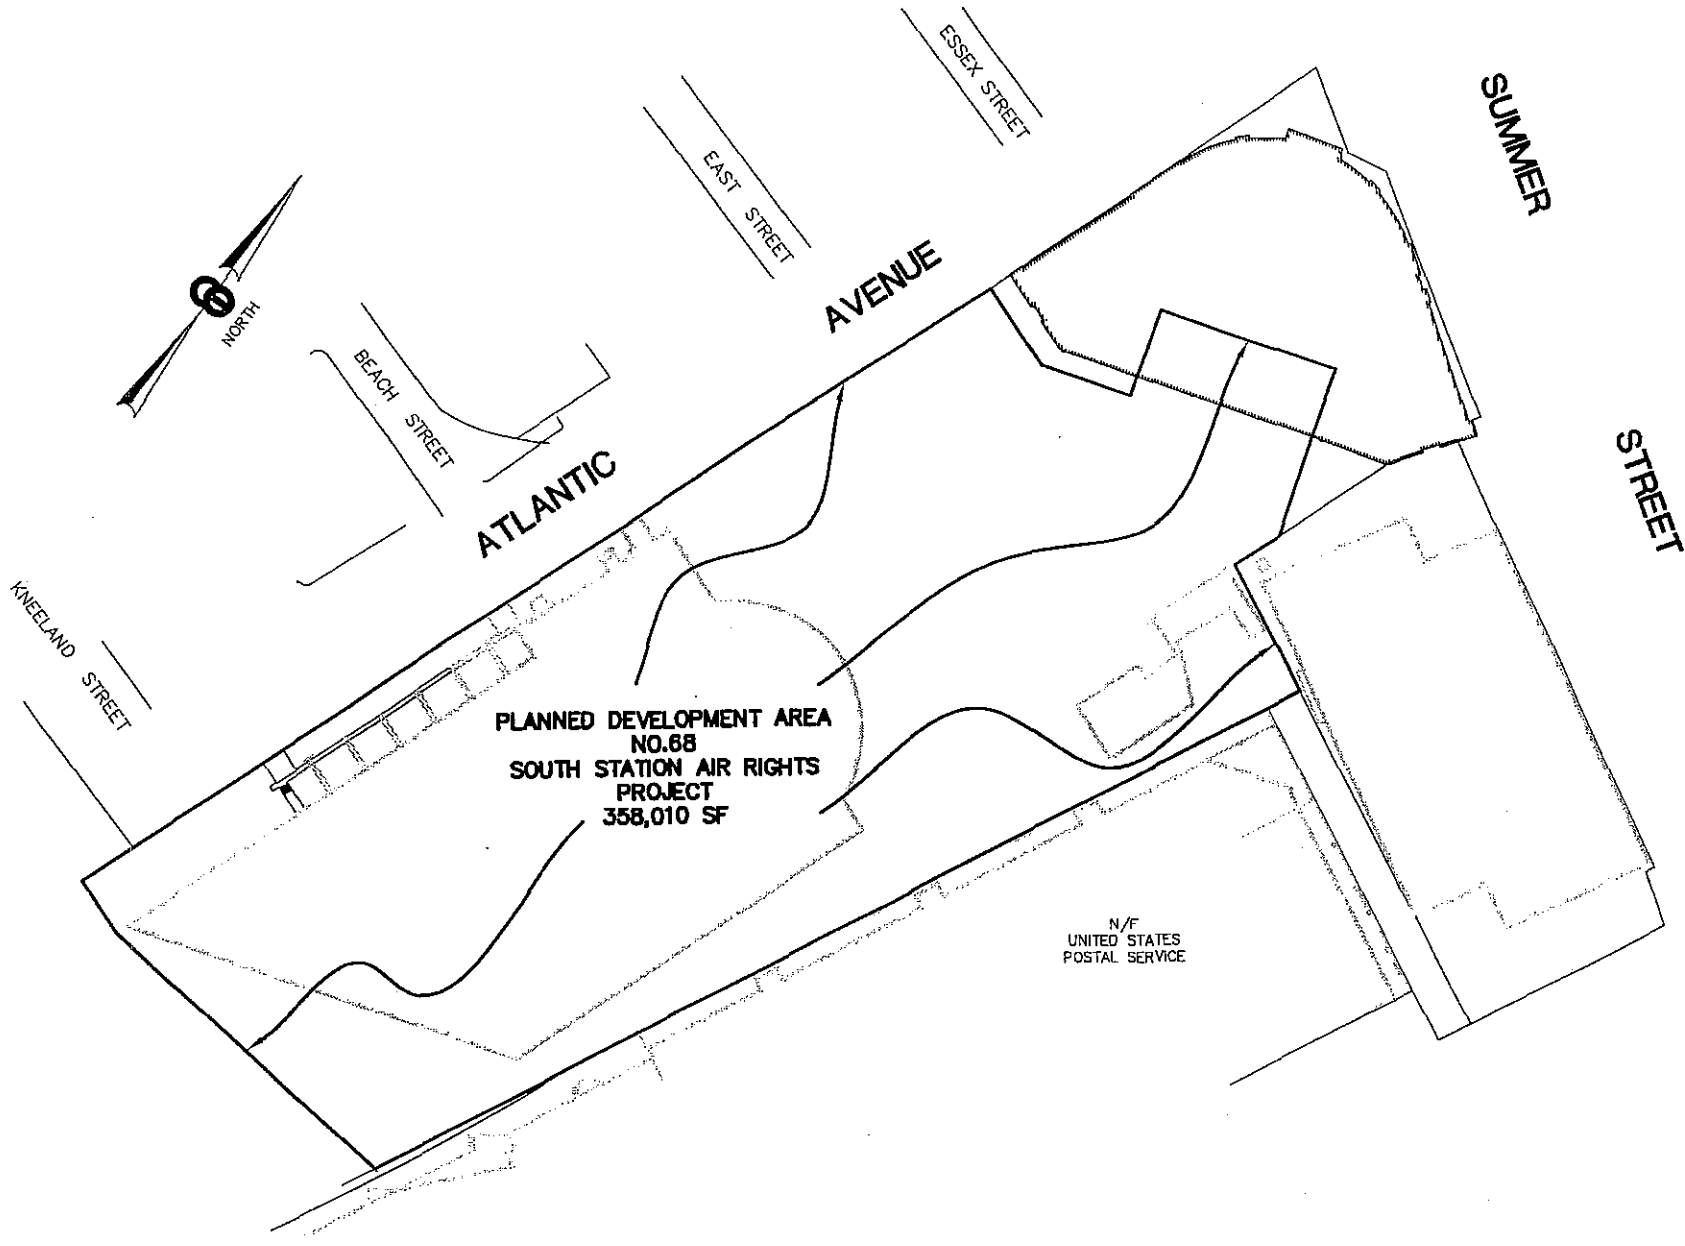 ESSEX STREET
SUMMER
STREET
EAST STREET
AVENUE
ATLANTIC
NORTH
BEACH STREET
KNEELAND STREET
PLANNED DEVELOPMENT AREA
NO.68
SOUTH STATION AIR RIGHTS
PROJECT
358,010 SF
N/F
UNITED STATES
POSTAL SERVICE